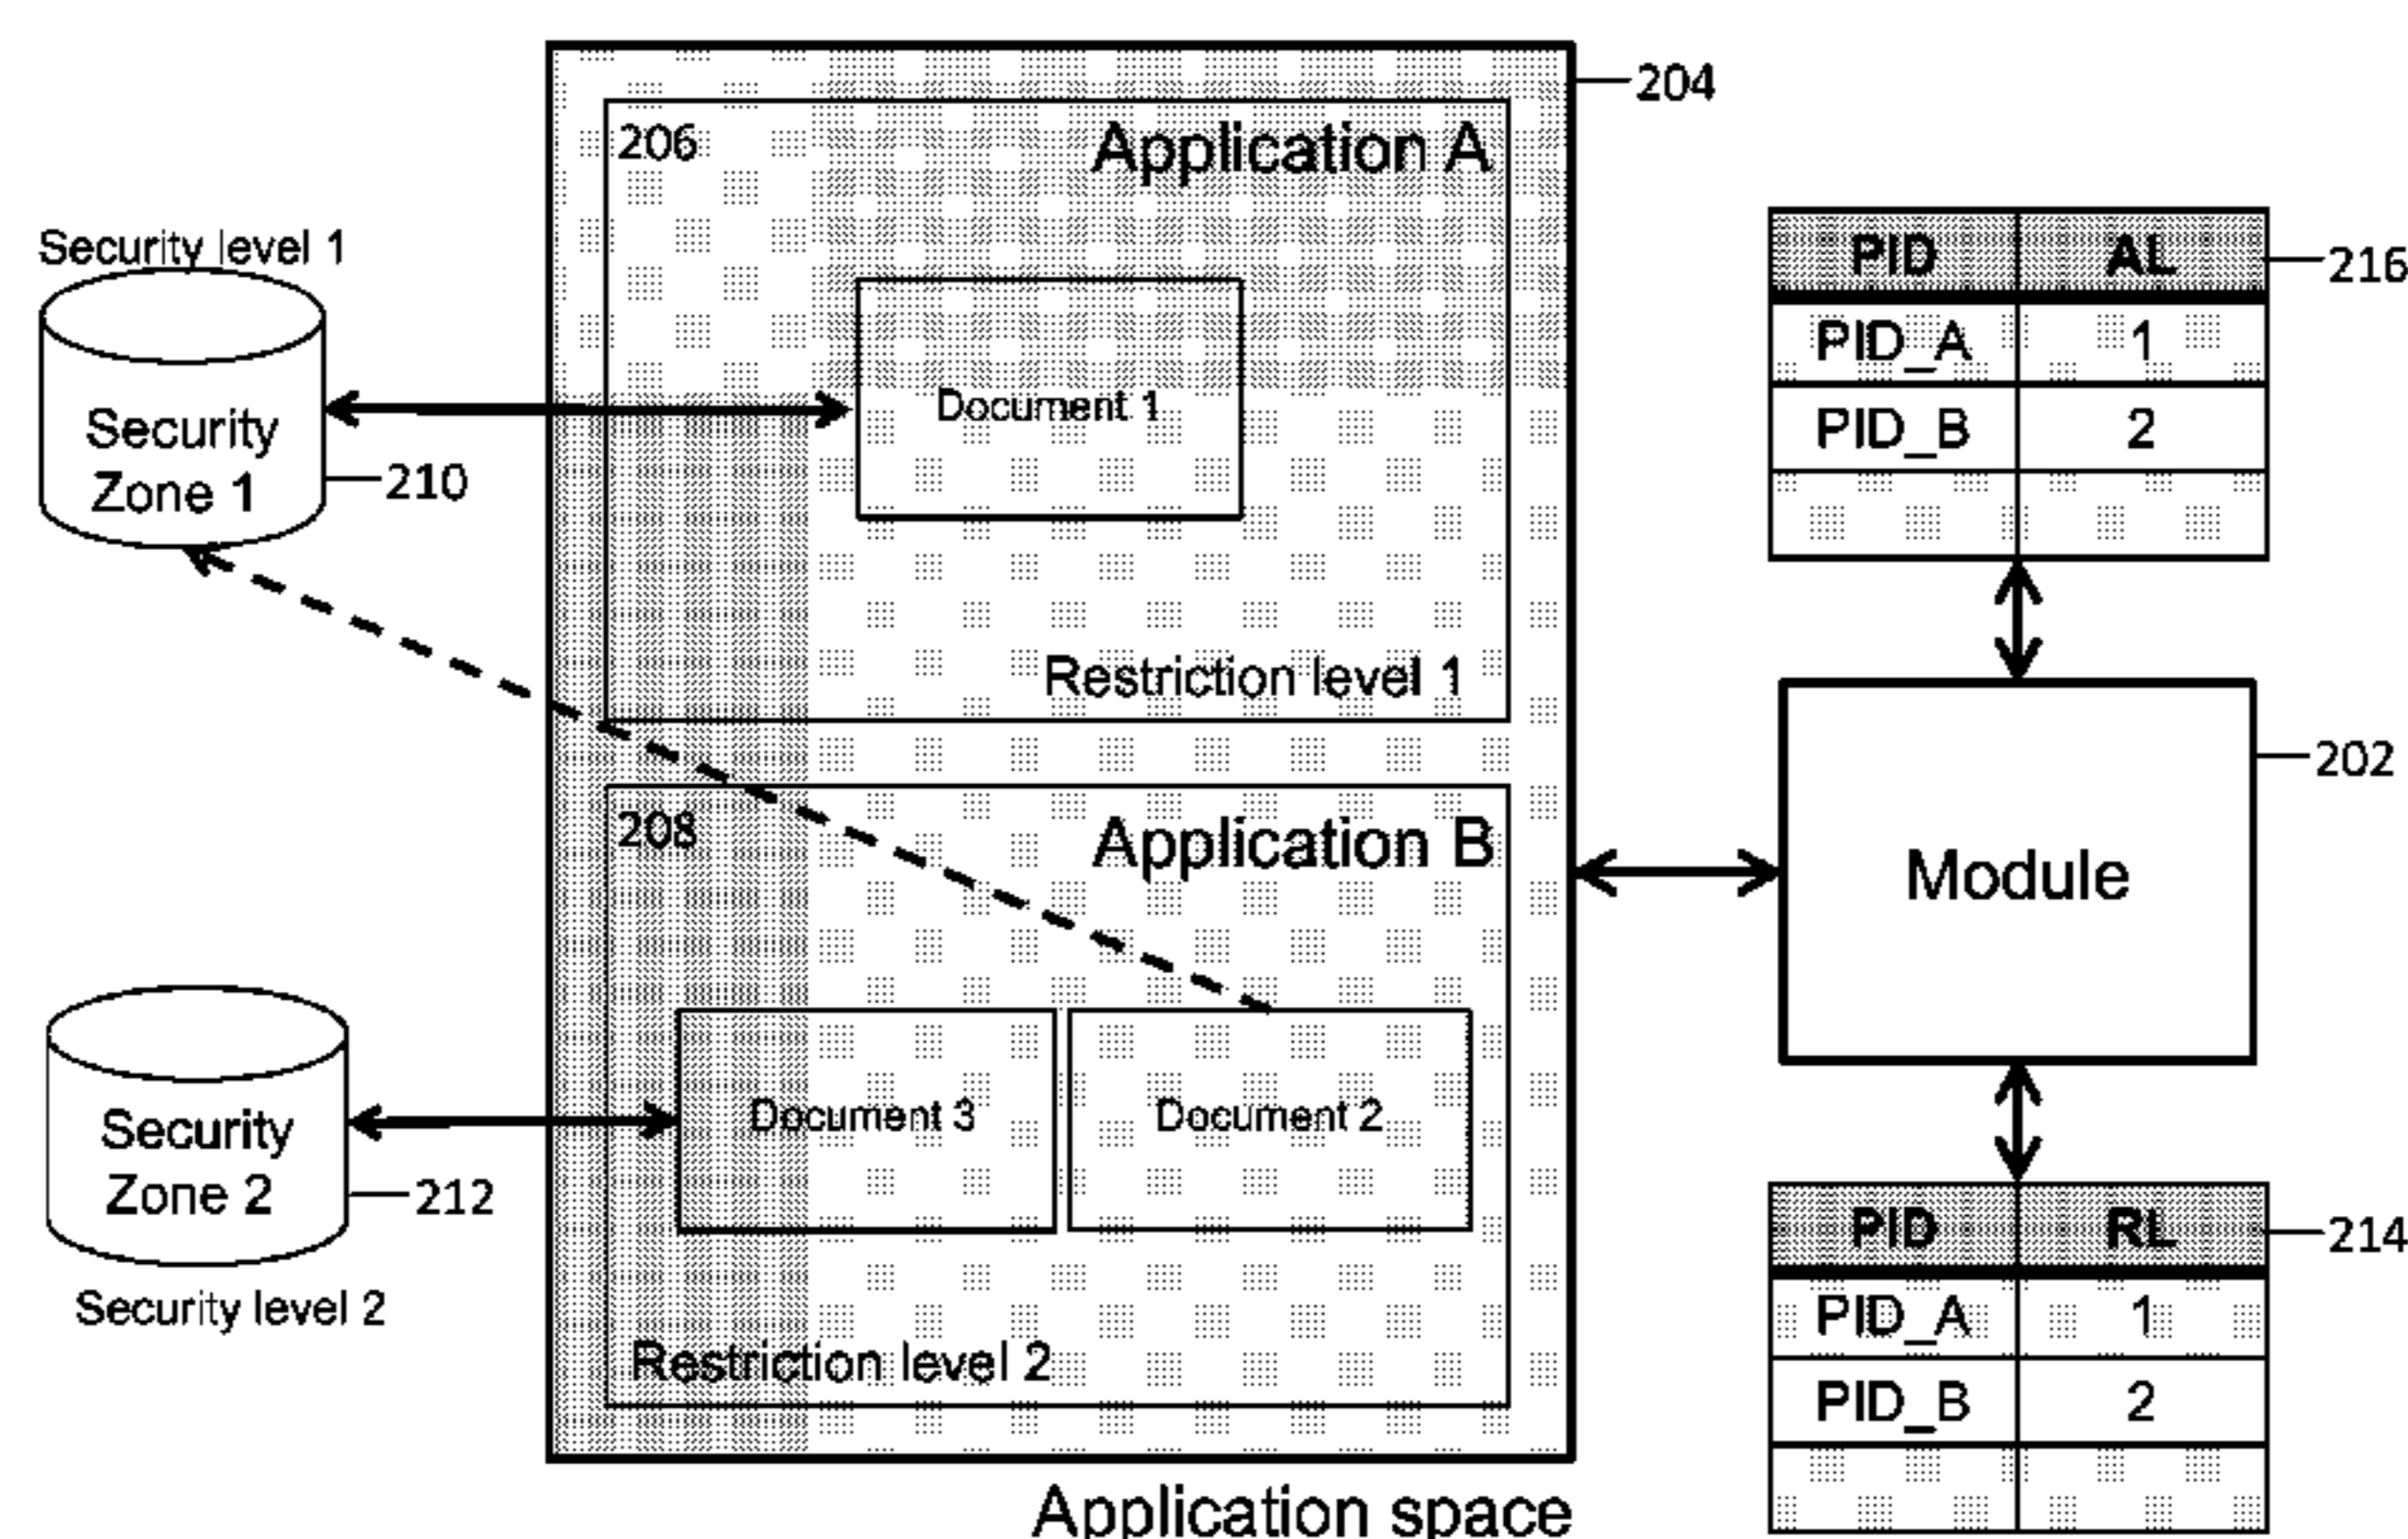 204
206
Application A
Security level 1
Security
Zone 1
210
Document 1
Restriction level 1
PID AL
216
PID_A 1
PID_B 2
202
Module
208
Application B
Document 3
Document 2
Security
Zone 2
212
Security level 2
Restriction level 2
PID RL
214
PID_A 1
PID_B 2
Application space